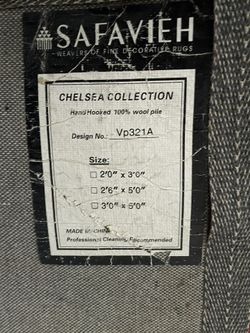 SAFAVIEH
WEAVERS OF FINE DECORATIVE RUGS
CHELSEA COLLECTION
Hand Hooked 100% wool pile
Design No.: Vp321A
Size:
☐ 2'0" x 3'0"
☐ 2'6" x 5'0"
☐ 3'0" x 5'0"
MADE IN CHINA
Professional Cleaning Recommended